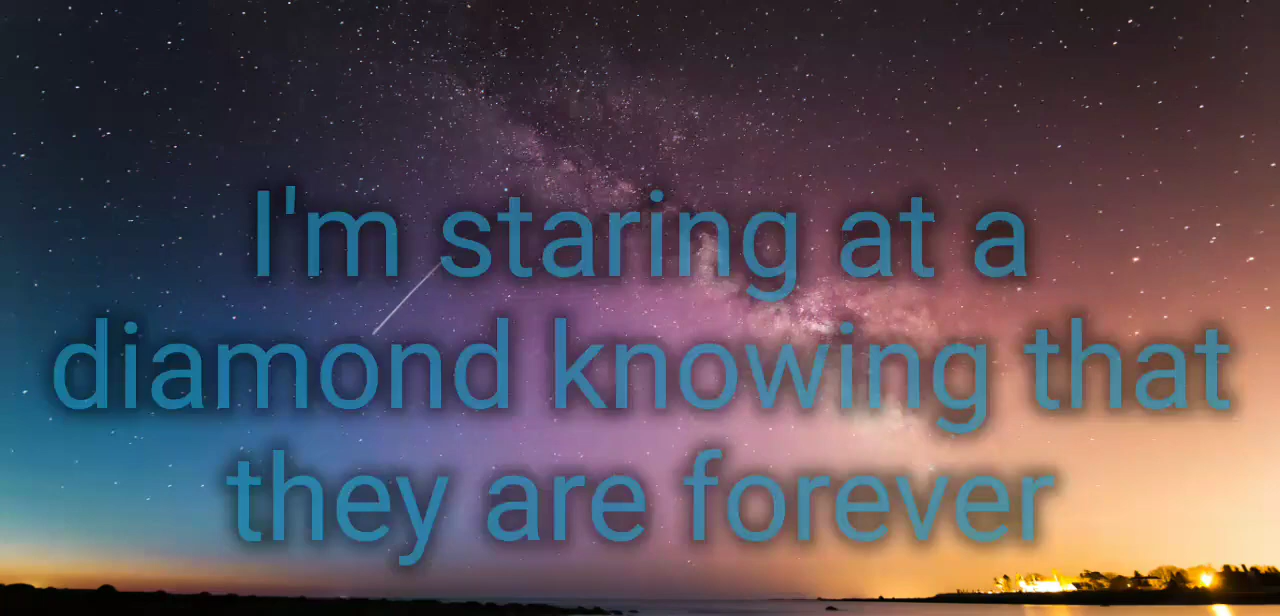 I'm staring at a
diamond knowing that
they are forever